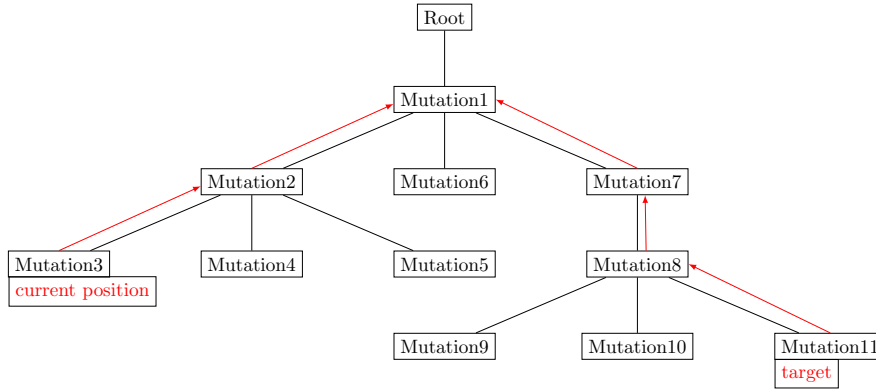 Root
Mutation1
Mutation2
Mutation6
Mutation7
Mutation3
Mutation4
Mutation5
Mutation8
current position
Mutation9
Mutation10
Mutation11
target